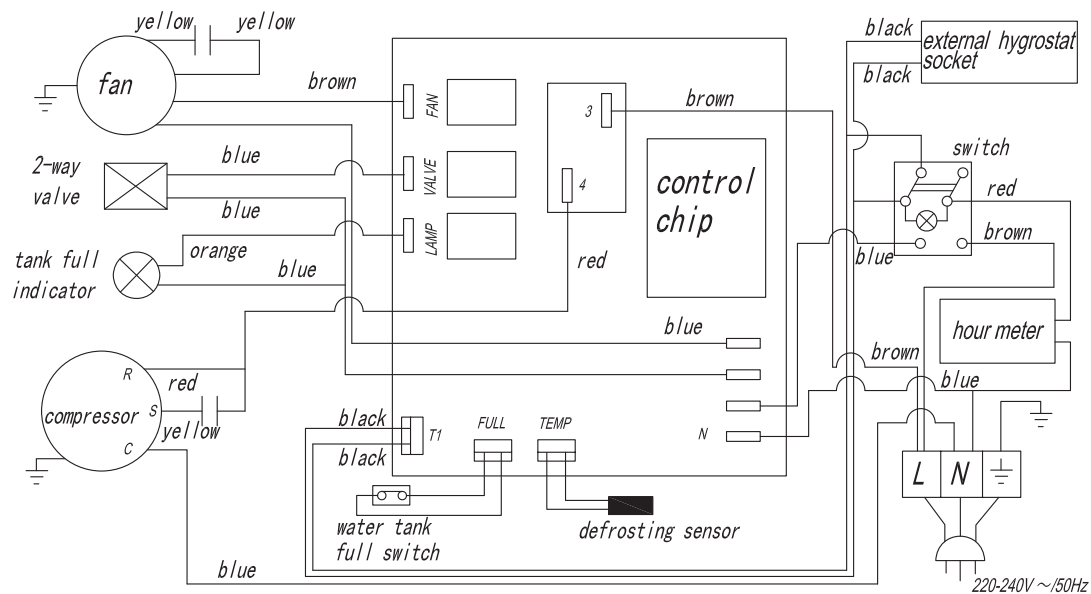 yellow yellow
fan
brown
FAN
3
brown
black
external hygrostat
socket
black
2-way
valve
blue
blue
VALVE
4
control
chip
switch
red
tank full
indicator
orange
blue
LAMP
red
blue
brown
blue
hour meter
brown
blue
compressor
R
S
C
red
yellow
black
black
T1
FULL
TEMP
N
L N
water tank
full switch
defrosting sensor
blue
220-240V ~/50Hz